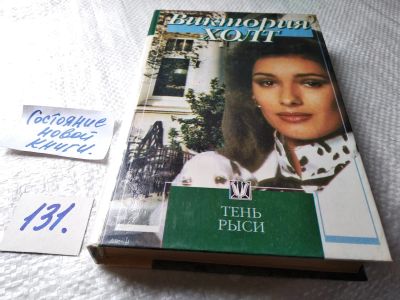 Виктория
ХОЛТ
Состояние
новой
книги.
131.
ТЕНЬ
РЫСИ